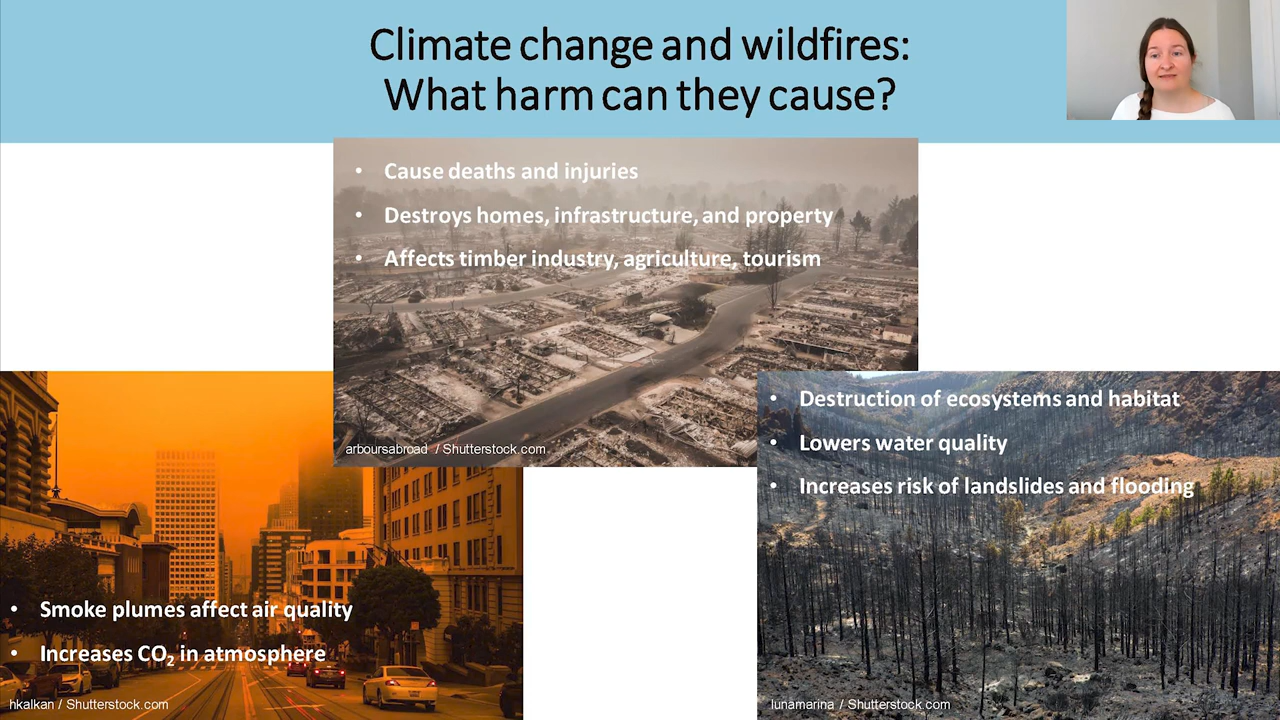 Climate change and wildfires:
What harm can they cause?
• Cause deaths and injuries
• Destroys homes, infrastructure, and property
• Affects timber industry, agriculture, tourism
arboursabroad / Shutterstock.com
• Smoke plumes affect air quality
• Increases CO₂ in atmosphere
hkalkan / Shutterstock.com
• Destruction of ecosystems and habitat
• Lowers water quality
• Increases risk of landslides and flooding
lunamarina / Shutterstock.com